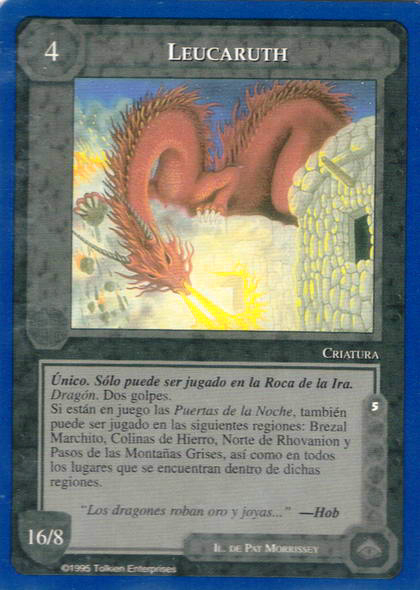 4
LEUCARUTH
CRIATURA
Único. Sólo puede ser jugado en la Roca de la Ira.
Dragón. Dos golpes.
Si están en juego las Puertas de la Noche, también
puede ser jugado en las siguientes regiones: Brezal
Marchito, Colinas de Hierro, Norte de Rhovanion y
Pasos de las Montañas Grises, así como en todos
los lugares que se encuentran dentro de dichas
regiones.
5
"Los dragones roban oro y joyas..." —Hob
16/8
IL. DE PAT MORRISSEY
©1995 Tolkien Enterprises